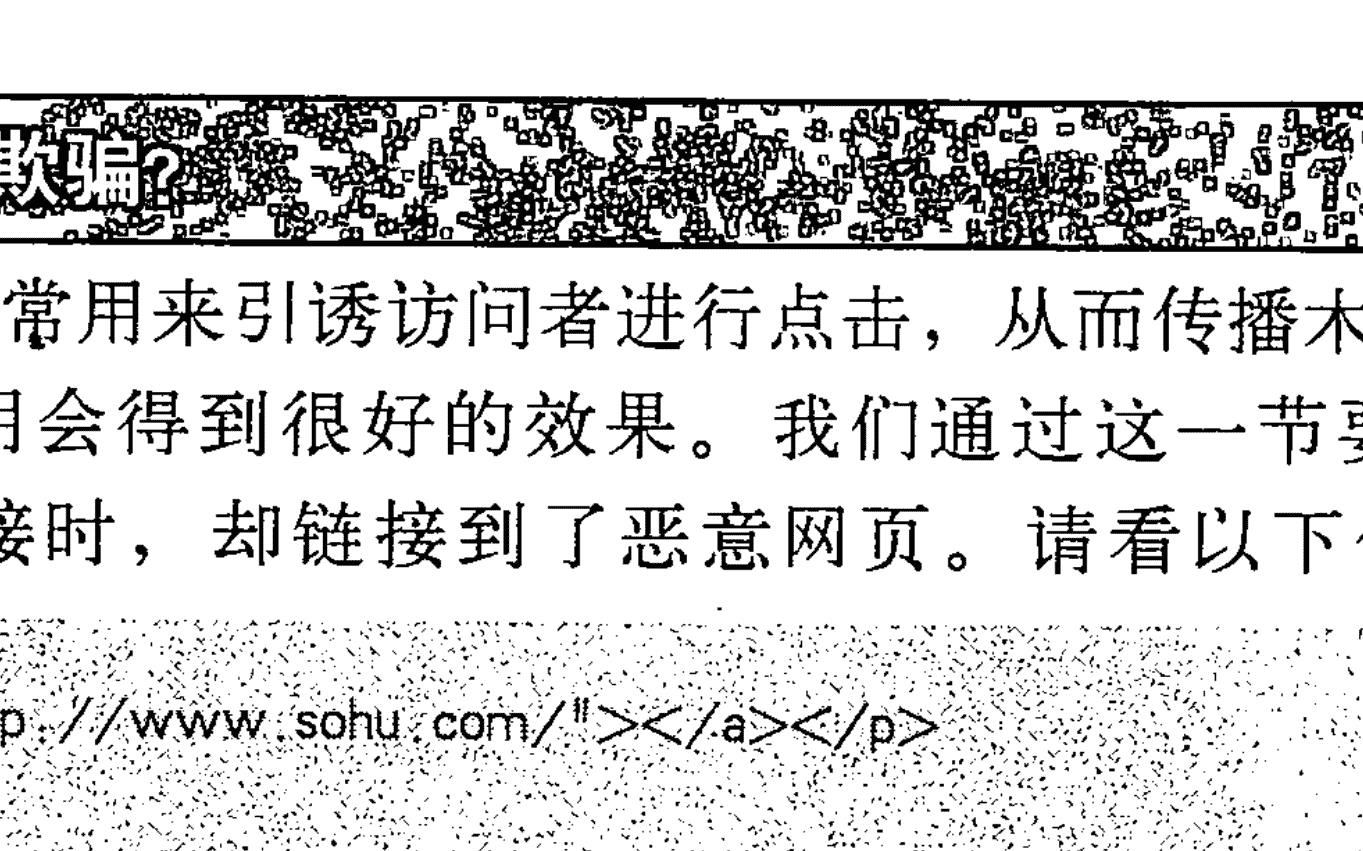 欺骗?
常用来引诱访问者进行点击，从而传播木
用会得到很好的效果。我们通过这一节要
接时，却链接到了恶意网页。请看以下
p://www.sohu.com/"></a></p>